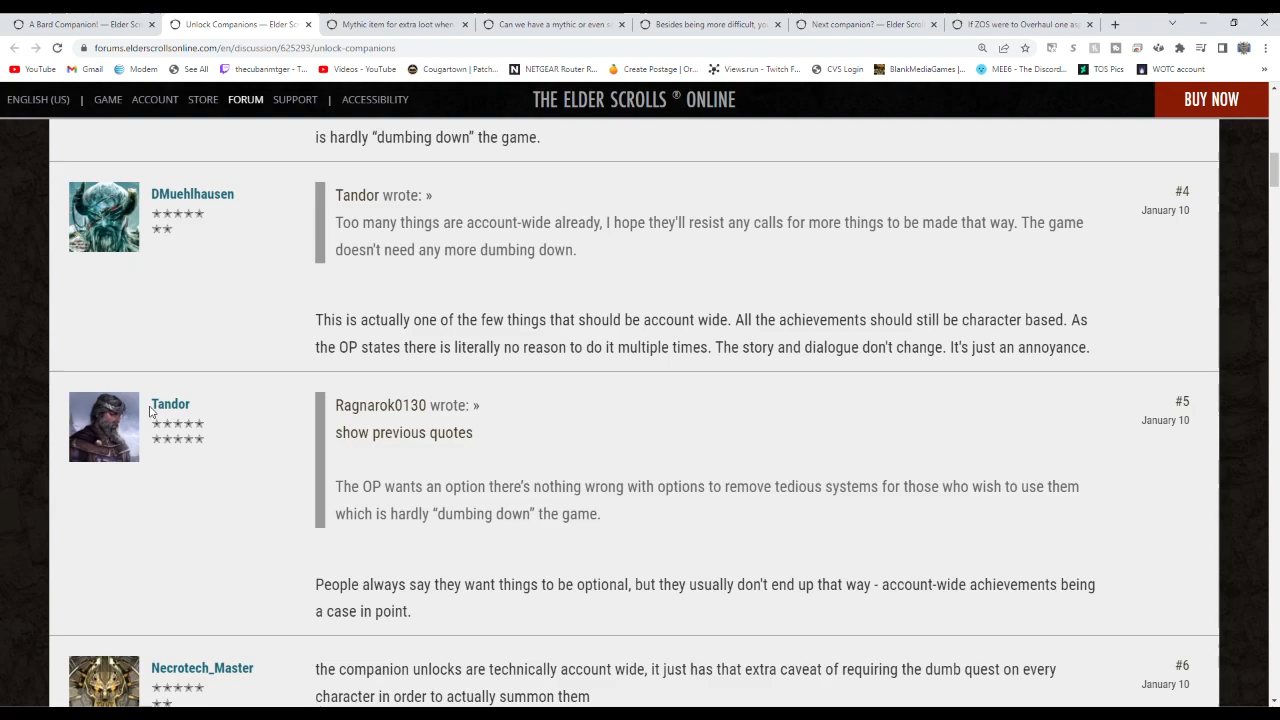 A Bard Companion! — Elder Scr
Unlock Companions — Elder Sc
Mythic item for extra loot when
Can we have a mythic or even s
Besides being more difficult, yo
Next companion? — Elder Scroll
If ZOS were to Overhaul one asp
forums.elderscrollsonline.com/en/discussion/625293/unlock-companions
YouTube
Gmail
Modem
See All
thecubanmtger - T...
Videos - YouTube
Cougartown | Patch...
NETGEAR Router R...
Create Postage | Or...
Views.run - Twitch F...
CVS Login
BlankMediaGames |...
MEE6 - The Discord...
TOS Picks
WOTC account
»
ENGLISH (US) | GAME ACCOUNT STORE FORUM SUPPORT | ACCESSIBILITY
THE ELDER SCROLLS ® ONLINE
BUY NOW
is hardly “dumbing down” the game.
DMuehlhausen
Tandor wrote: »
#4
January 10
Too many things are account-wide already, I hope they'll resist any calls for more things to be made that way. The game
doesn't need any more dumbing down.
This is actually one of the few things that should be account wide. All the achievements should still be character based. As
the OP states there is literally no reason to do it multiple times. The story and dialogue don't change. It's just an annoyance.
Tandor
Ragnarok0130 wrote: »
#5
January 10
show previous quotes
The OP wants an option there’s nothing wrong with options to remove tedious systems for those who wish to use them
which is hardly “dumbing down” the game.
People always say they want things to be optional, but they usually don't end up that way - account-wide achievements being
a case in point.
Necrotech_Master
the companion unlocks are technically account wide, it just has that extra caveat of requiring the dumb quest on every
#6
January 10
character in order to actually summon them